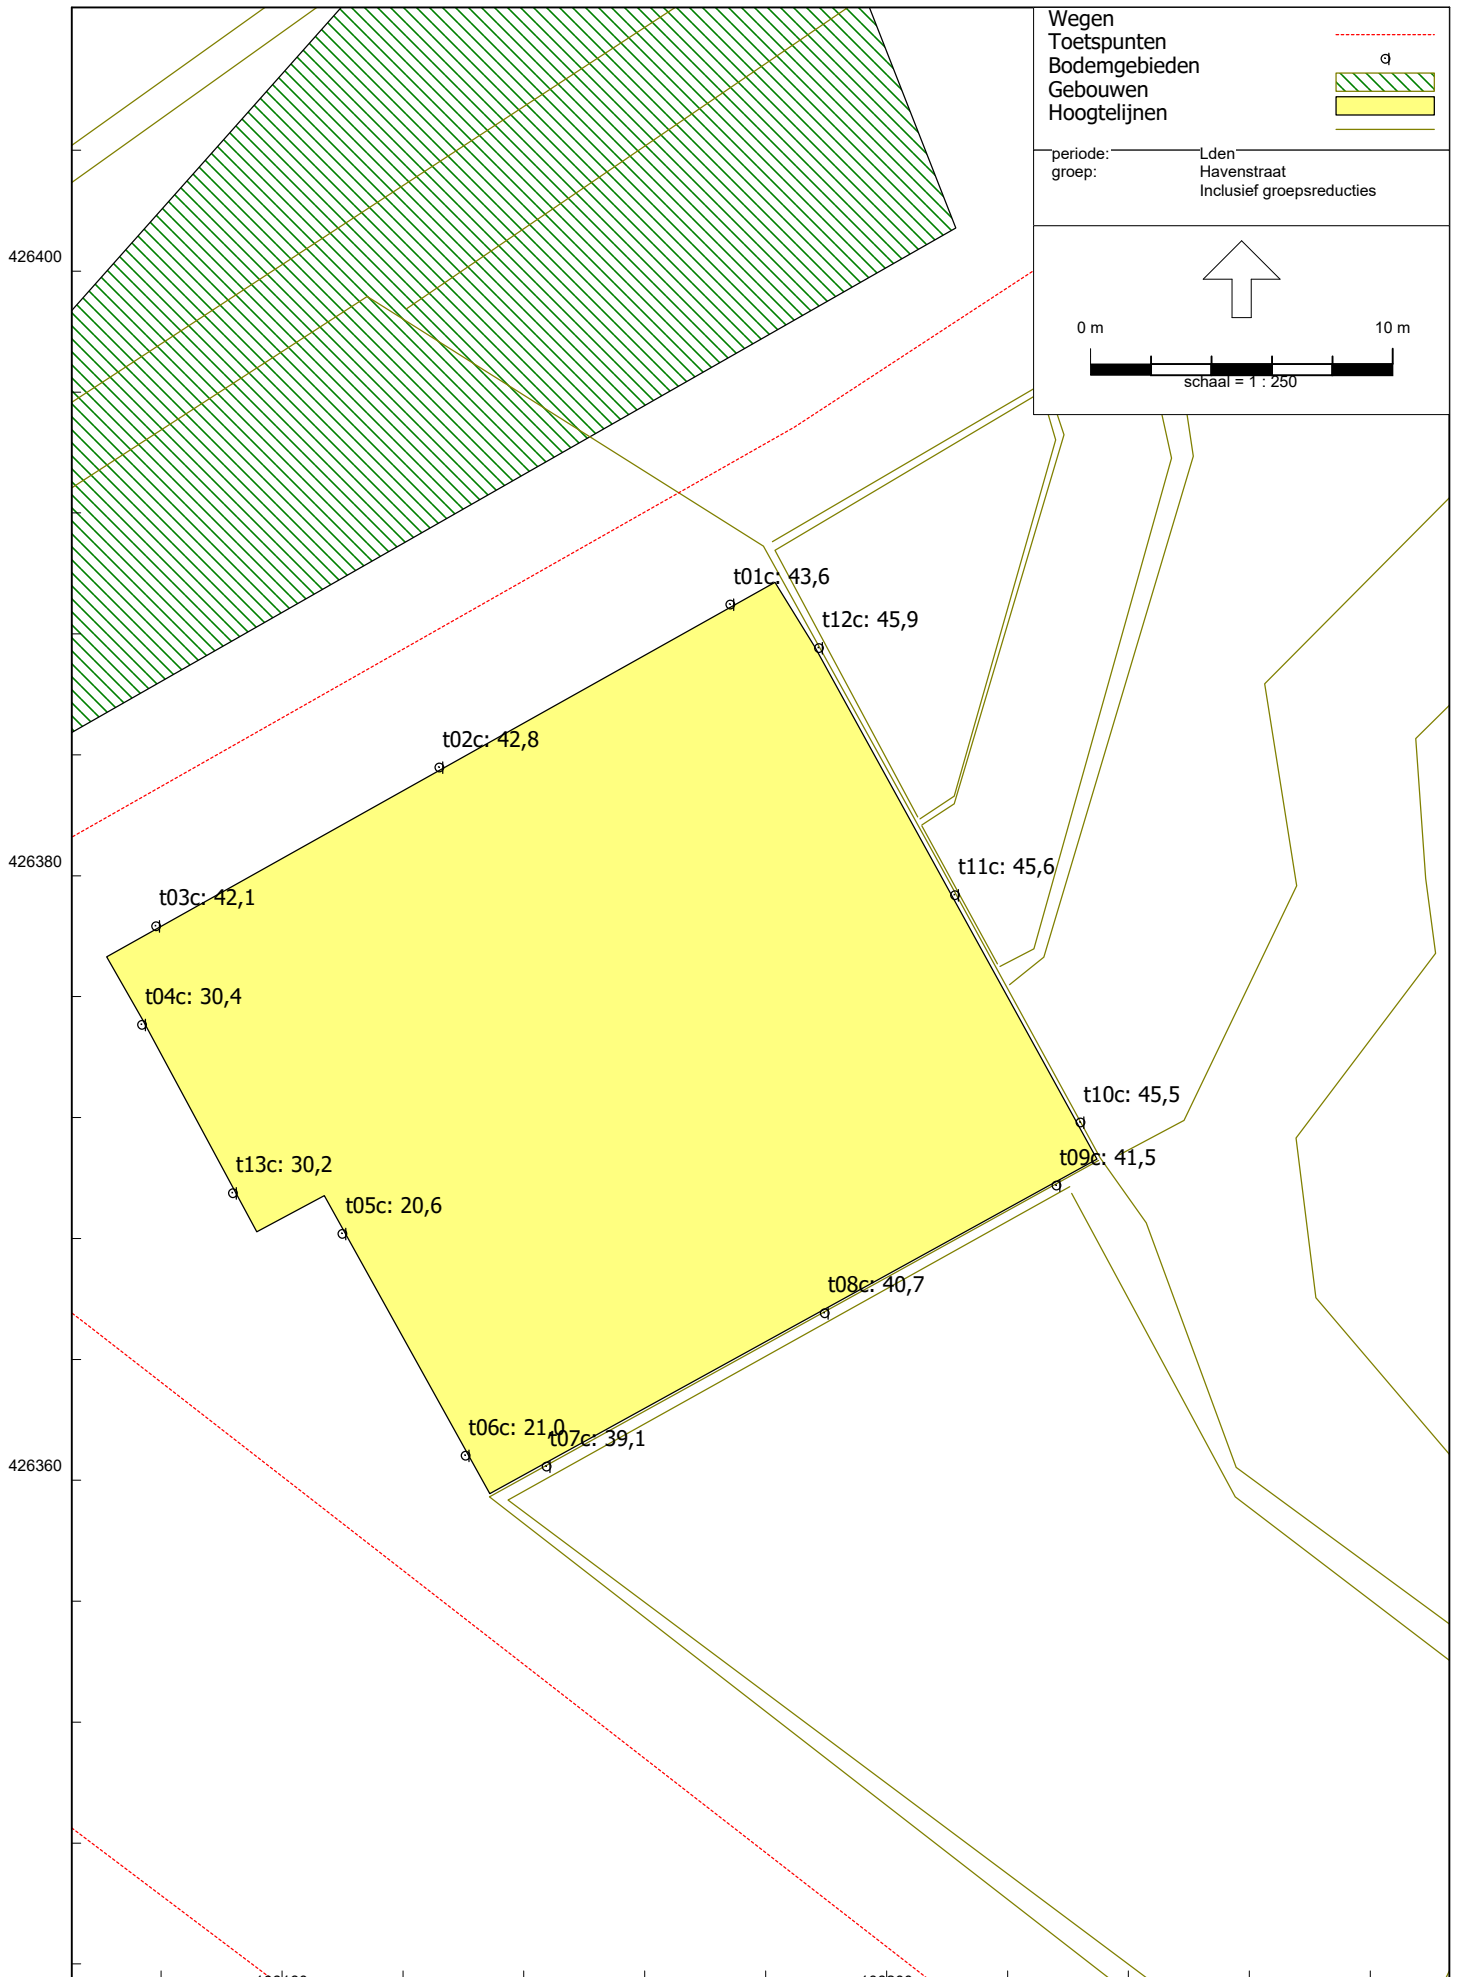 Wegen
Toetspunten
Bodemgebieden
Gebouwen
Hoogtelijnen
periode: Lden
groep: Havenstraat
Inclusief groepsreducties
0 m 10 m
schaal = 1 : 250
426400
t01c: 43,6
t12c: 45,9
t02c: 42,8
426380
t11c: 45,6
t03c: 42,1
t04c: 30,4
t10c: 45,5
t09c: 41,5
t13c: 30,2
t05c: 20,6
t08c: 40,7
t06c: 21,0
t07c: 39,1
426360